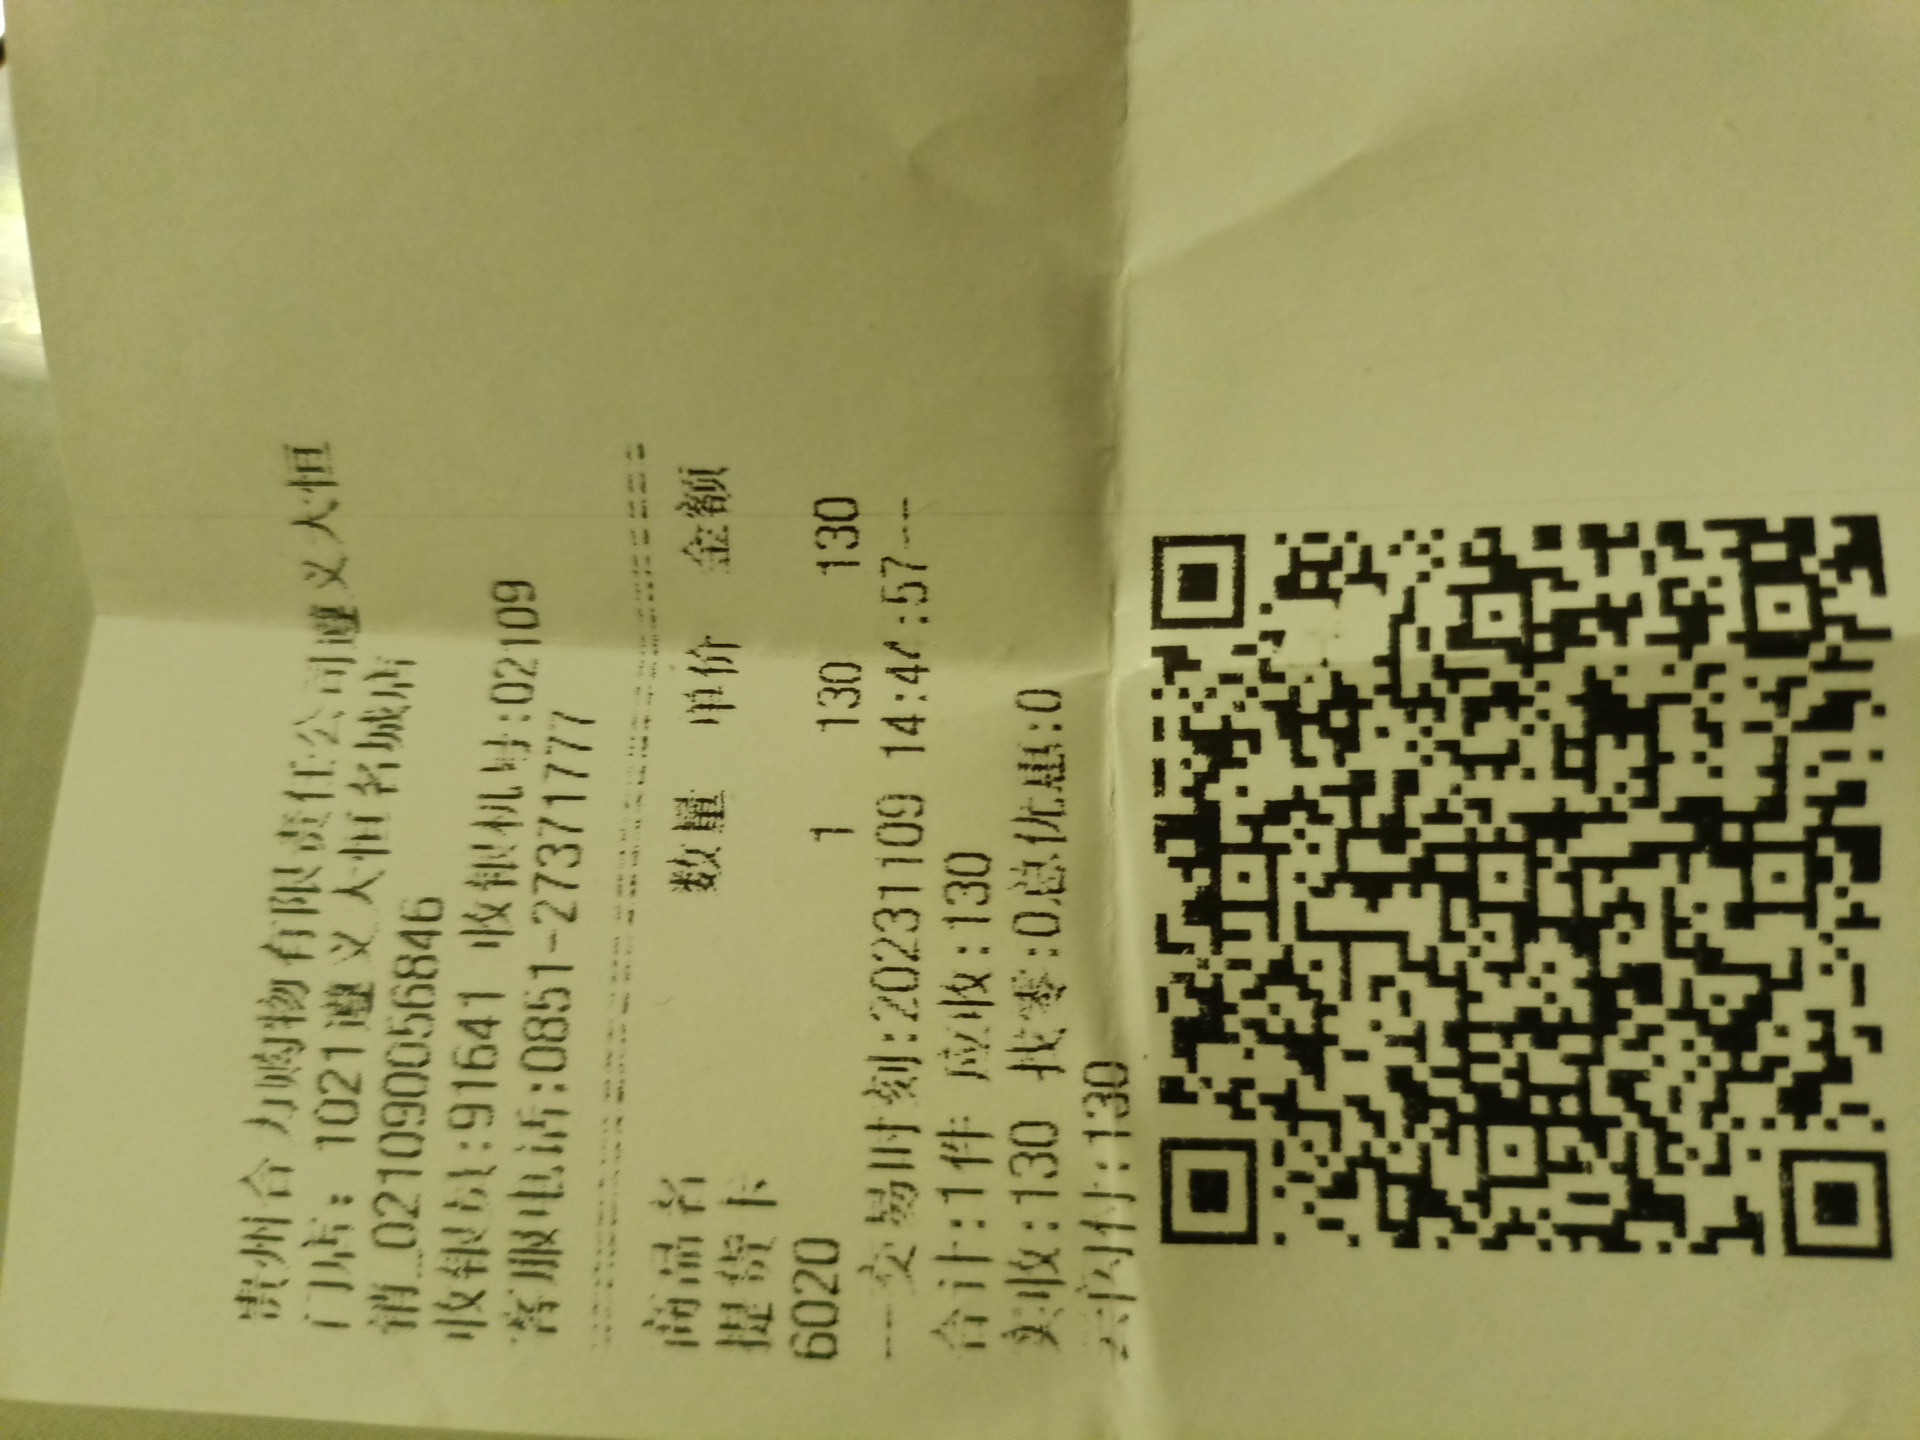 贵州合力购物有限责任公司遵义大恒
门店: 1021遵义大恒名城店
销_021090056846
收银员:91641 收银机号:02109
客服电话:0851-27371777
商品名 数量 单价 金额
提货卡
6020 1 130 130
---交易时刻:20231109 14:44:57---
合计:1件 应收:130
实收:130 找零:0总优惠:0
云闪付:130